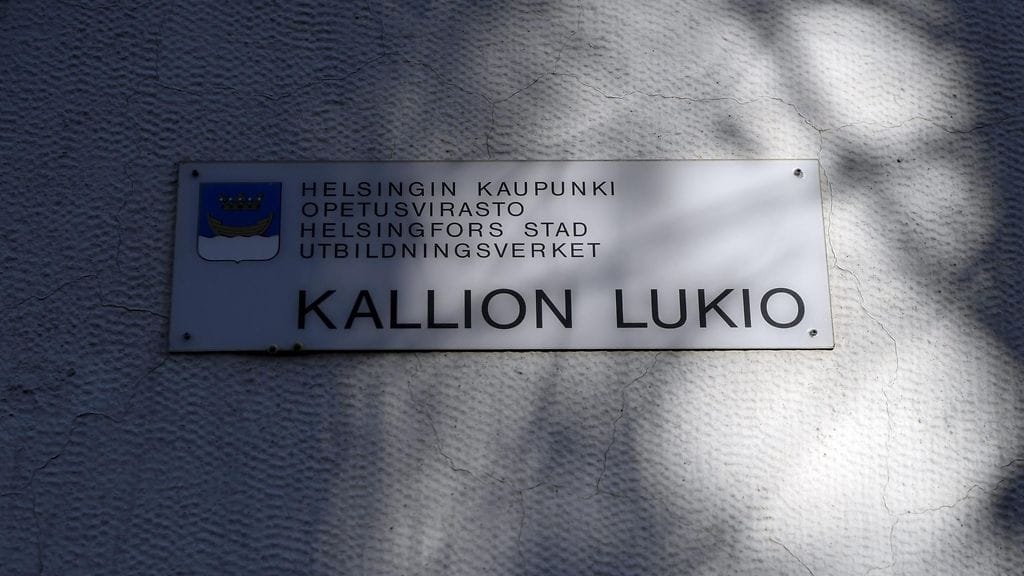 HELSINGIN KAUPUNKI
OPETUSVIRASTO
HELSINGFORS STAD
UTBILDNINGSVERKET
KALLION LUKIO